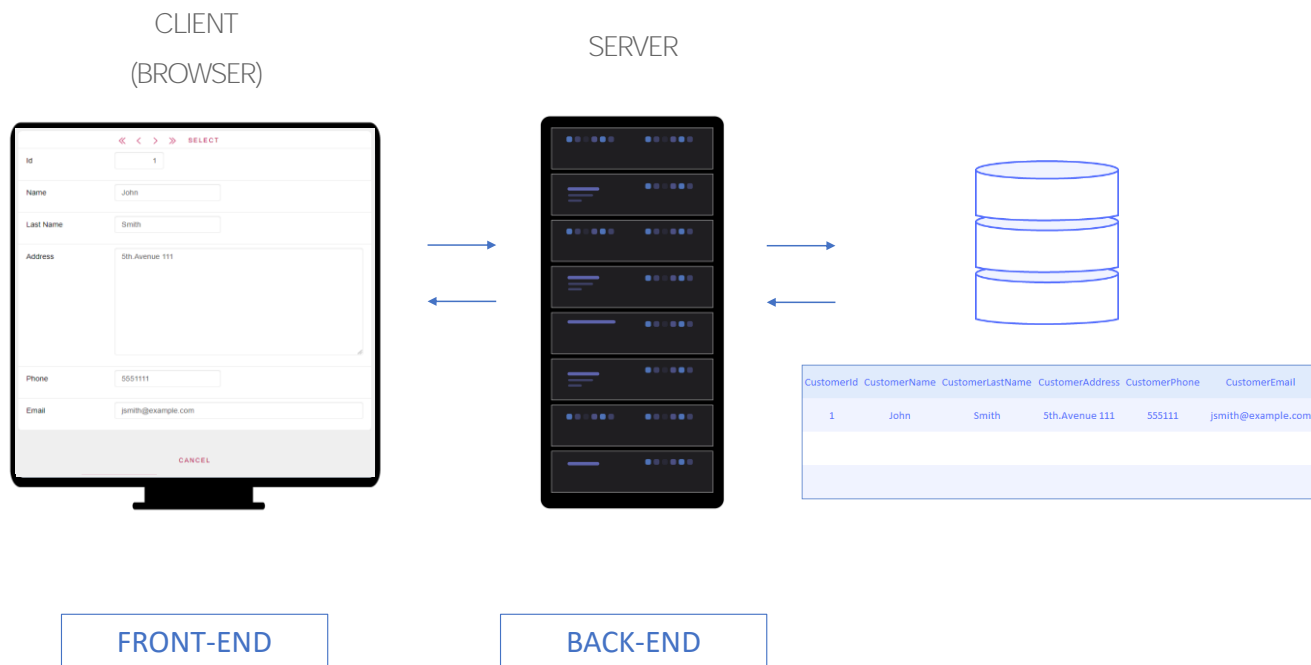 CLIENT
(BROWSER)
SERVER
SELECT
Id 1
Name John
Last Name Smith
Address 5th.Avenue 111
Phone 5551111
Email jsmith@example.com
CANCEL
CustomerId CustomerName CustomerLastName CustomerAddress CustomerPhone CustomerEmail
1 John Smith 5th.Avenue 111 555111 jsmith@example.com
FRONT-END
BACK-END